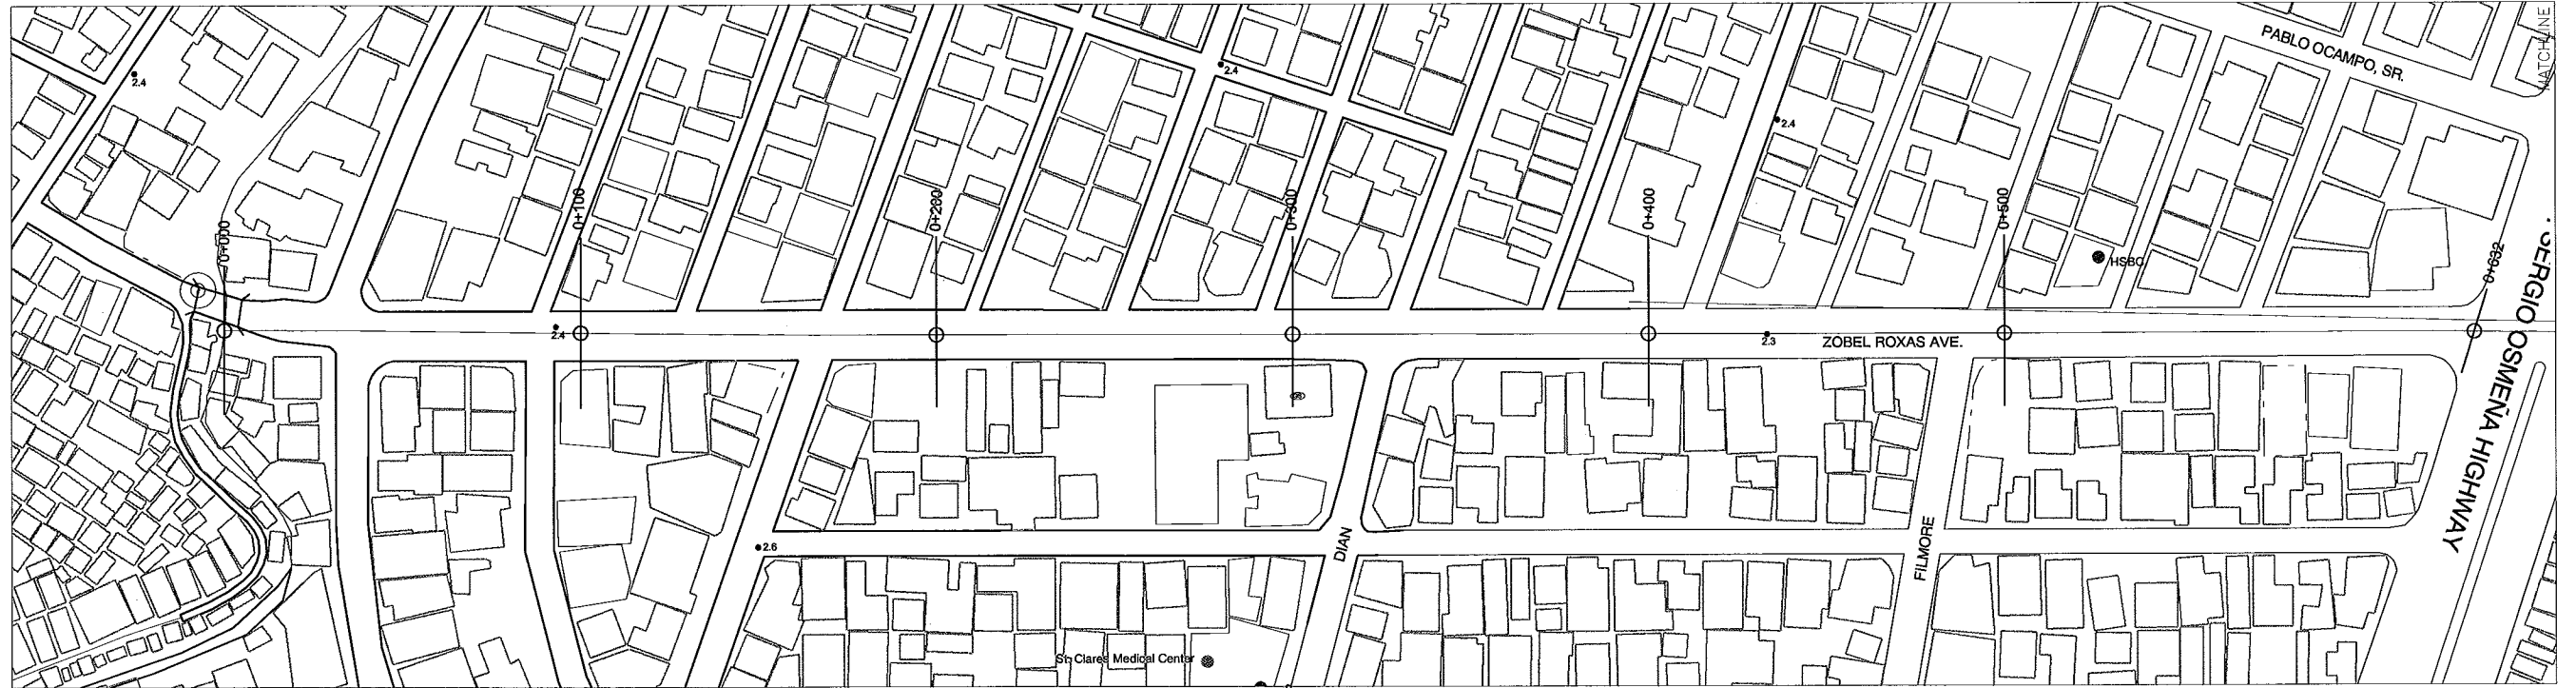 MATCHLINE
PABLO OCAMPO, SR.
2.4
2.4
2.4
0+000
0+100
0+200
0+300
0+400
0+500
0+632
HSBC
SERGIO OSMEÑA HIGHWAY
2.4
2.3
ZOBEL ROXAS AVE.
2.6
DIAN
FILMORE
St. Clares Medical Center